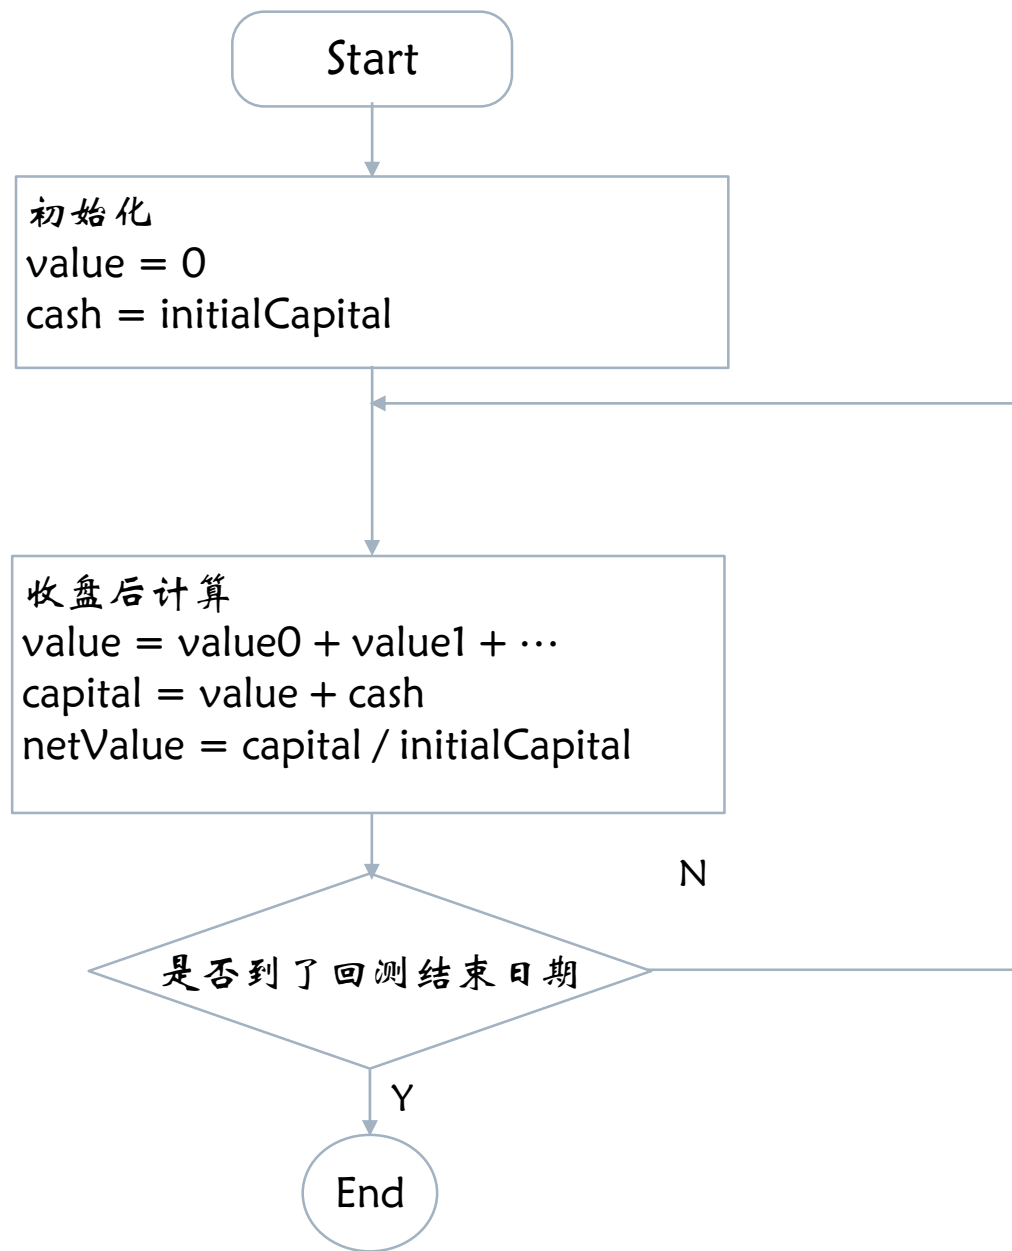 Start
初始化
value = 0
cash = initialCapital
收盘后计算
value = value0 + value1 + ⋯
capital = value + cash
netValue = capital / initialCapital
N
是否到了回测结束日期
Y
End